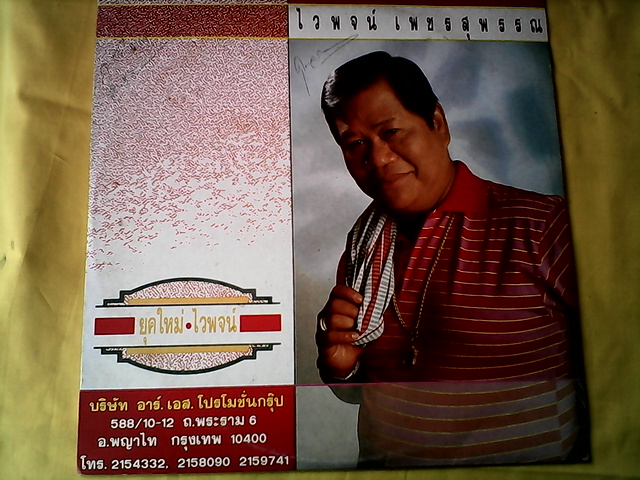 ไวพจน์ เพชรสุพรรณ
ยุคใหม่•ไวพจน์
บริษัท อาร์.เอส.โปรโมชั่นกรุ๊ป
588/10-12 ถ.พระราม 6
อ.พญาไท กรุงเทพ 10400
โทร. 2154332, 2158090 2159741